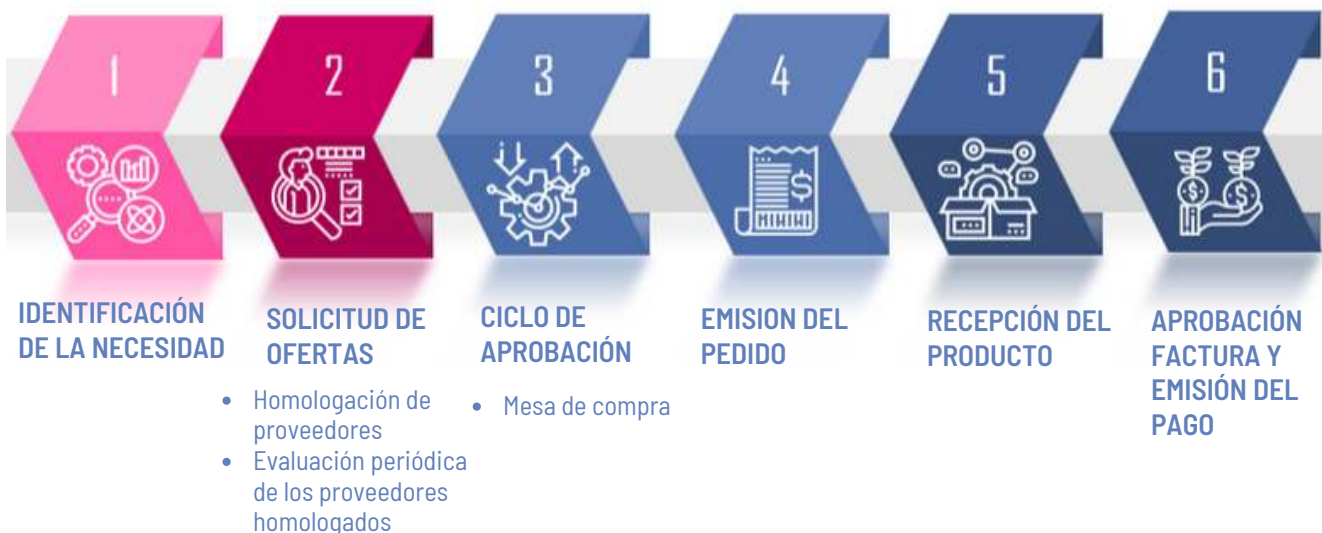 1
2
3
4
5
6
IDENTIFICACIÓN
DE LA NECESIDAD
SOLICITUD DE
OFERTAS
• Homologación de
proveedores
• Evaluación periódica
de los proveedores
homologados
CICLO DE
APROBACIÓN
• Mesa de compra
EMISION DEL
PEDIDO
RECEPCIÓN DEL
PRODUCTO
APROBACIÓN
FACTURA Y
EMISIÓN DEL
PAGO